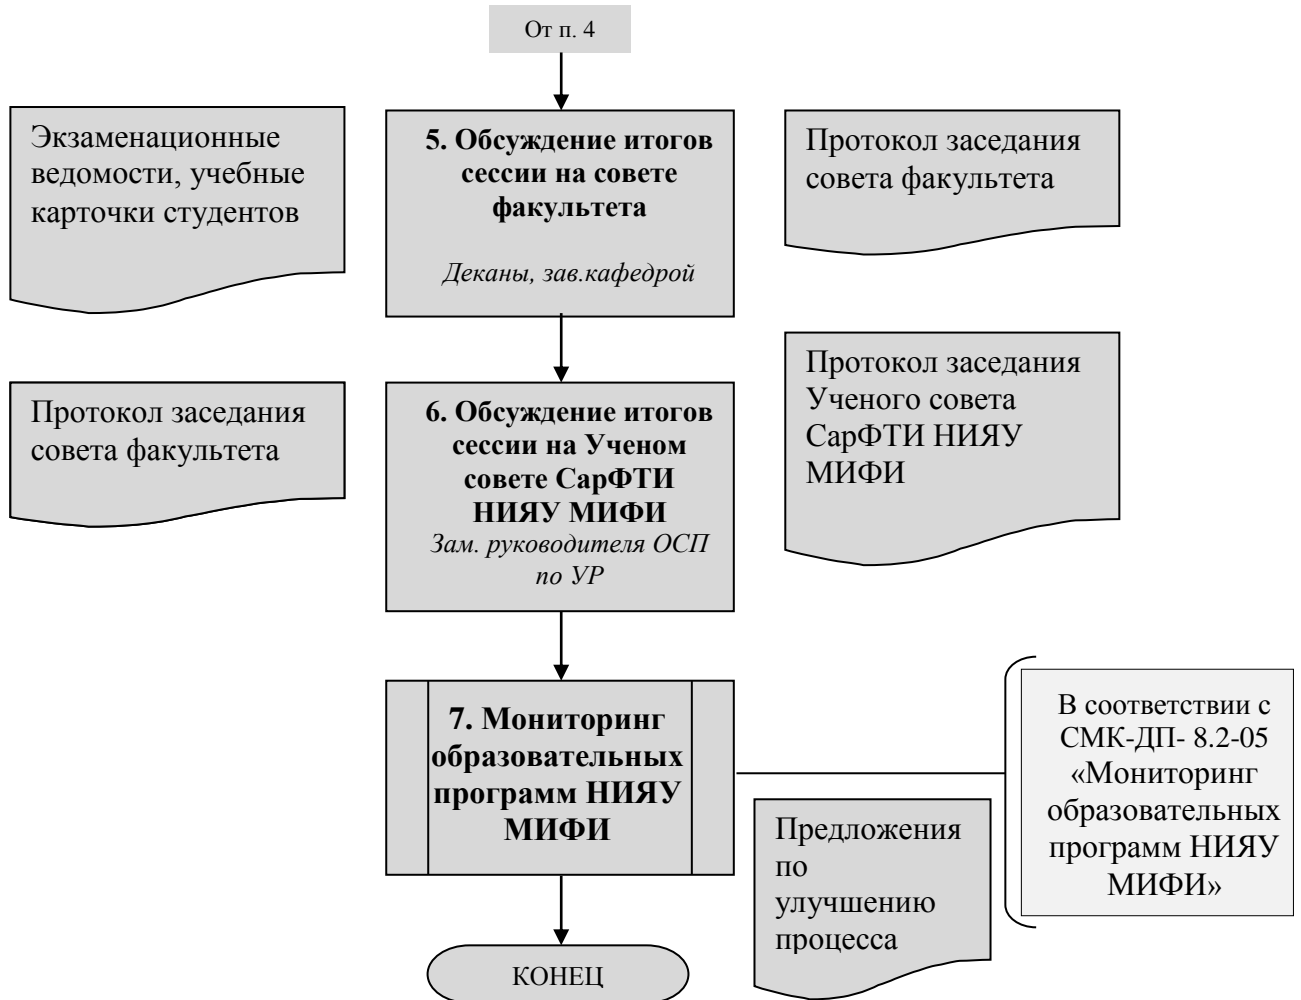 От п. 4
Экзаменационные
ведомости, учебные
карточки студентов
5. Обсуждение итогов
сессии на совете
факультета
Деканы, зав.кафедрой
Протокол заседания
совета факультета
Протокол заседания
совета факультета
6. Обсуждение итогов
сессии на Ученом
совете СарФТИ
НИЯУ МИФИ
Зам. руководителя ОСП
по УР
Протокол заседания
Ученого совета
СарФТИ НИЯУ
МИФИ
7. Мониторинг
образовательных
программ НИЯУ
МИФИ
В соответствии с
СМК-ДП- 8.2-05
«Мониторинг
образовательных
программ НИЯУ
МИФИ»
Предложения
по
улучшению
процесса
КОНЕЦ